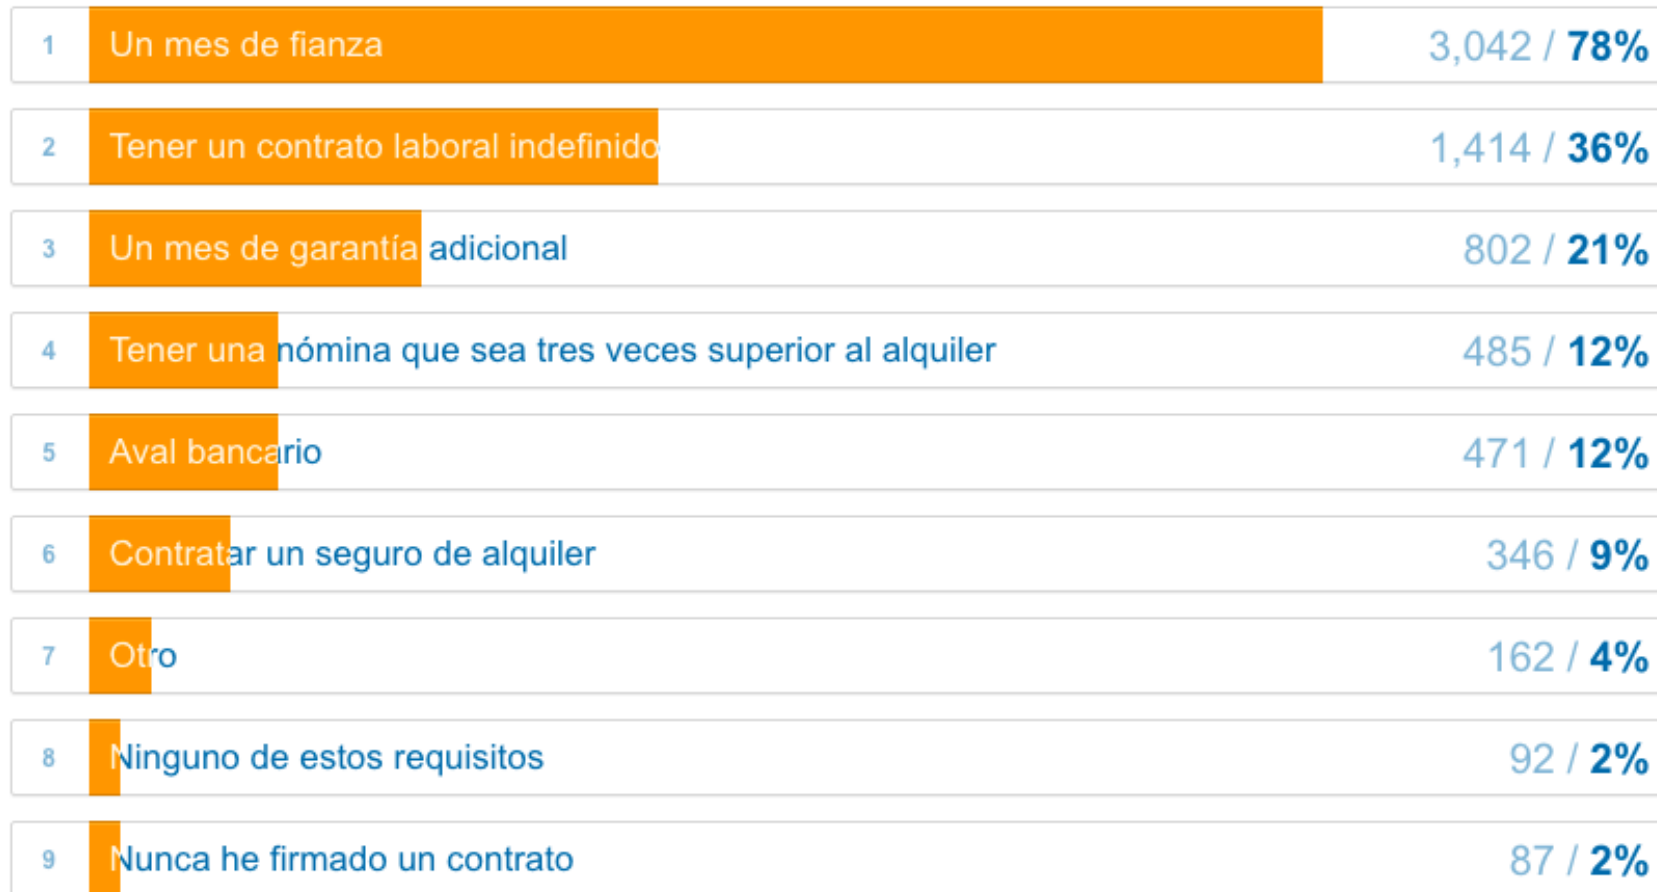 1 Un mes de fianza 3,042 / 78%
2 Tener un contrato laboral indefinido 1,414 / 36%
3 Un mes de garantía adicional 802 / 21%
4 Tener una nómina que sea tres veces superior al alquiler 485 / 12%
5 Aval bancario 471 / 12%
6 Contratar un seguro de alquiler 346 / 9%
7 Otro 162 / 4%
8 Ninguno de estos requisitos 92 / 2%
9 Nunca he firmado un contrato 87 / 2%